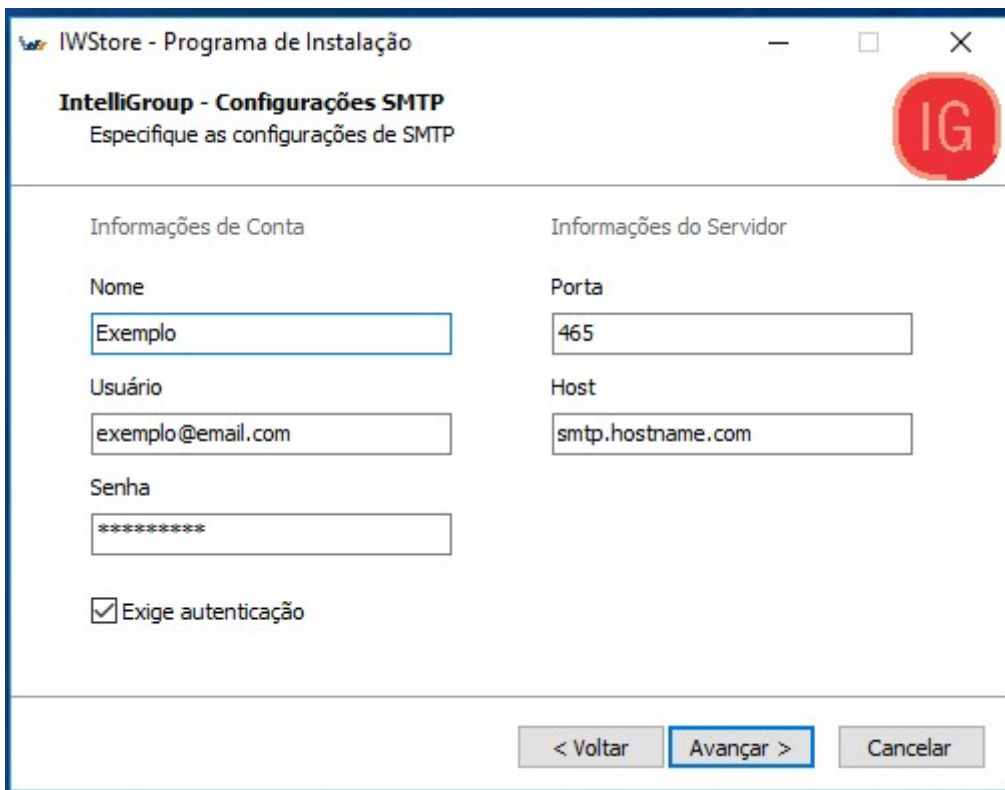 IWStore - Programa de Instalação
IntelliGroup - Configurações SMTP
Especifique as configurações de SMTP
IG
Informações de Conta
Informações do Servidor
Nome
Porta
Exemplo
465
Usuário
Host
exemplo@email.com
smtp.hostname.com
Senha
*********
Exige autenticação
< Voltar
Avançar >
Cancelar